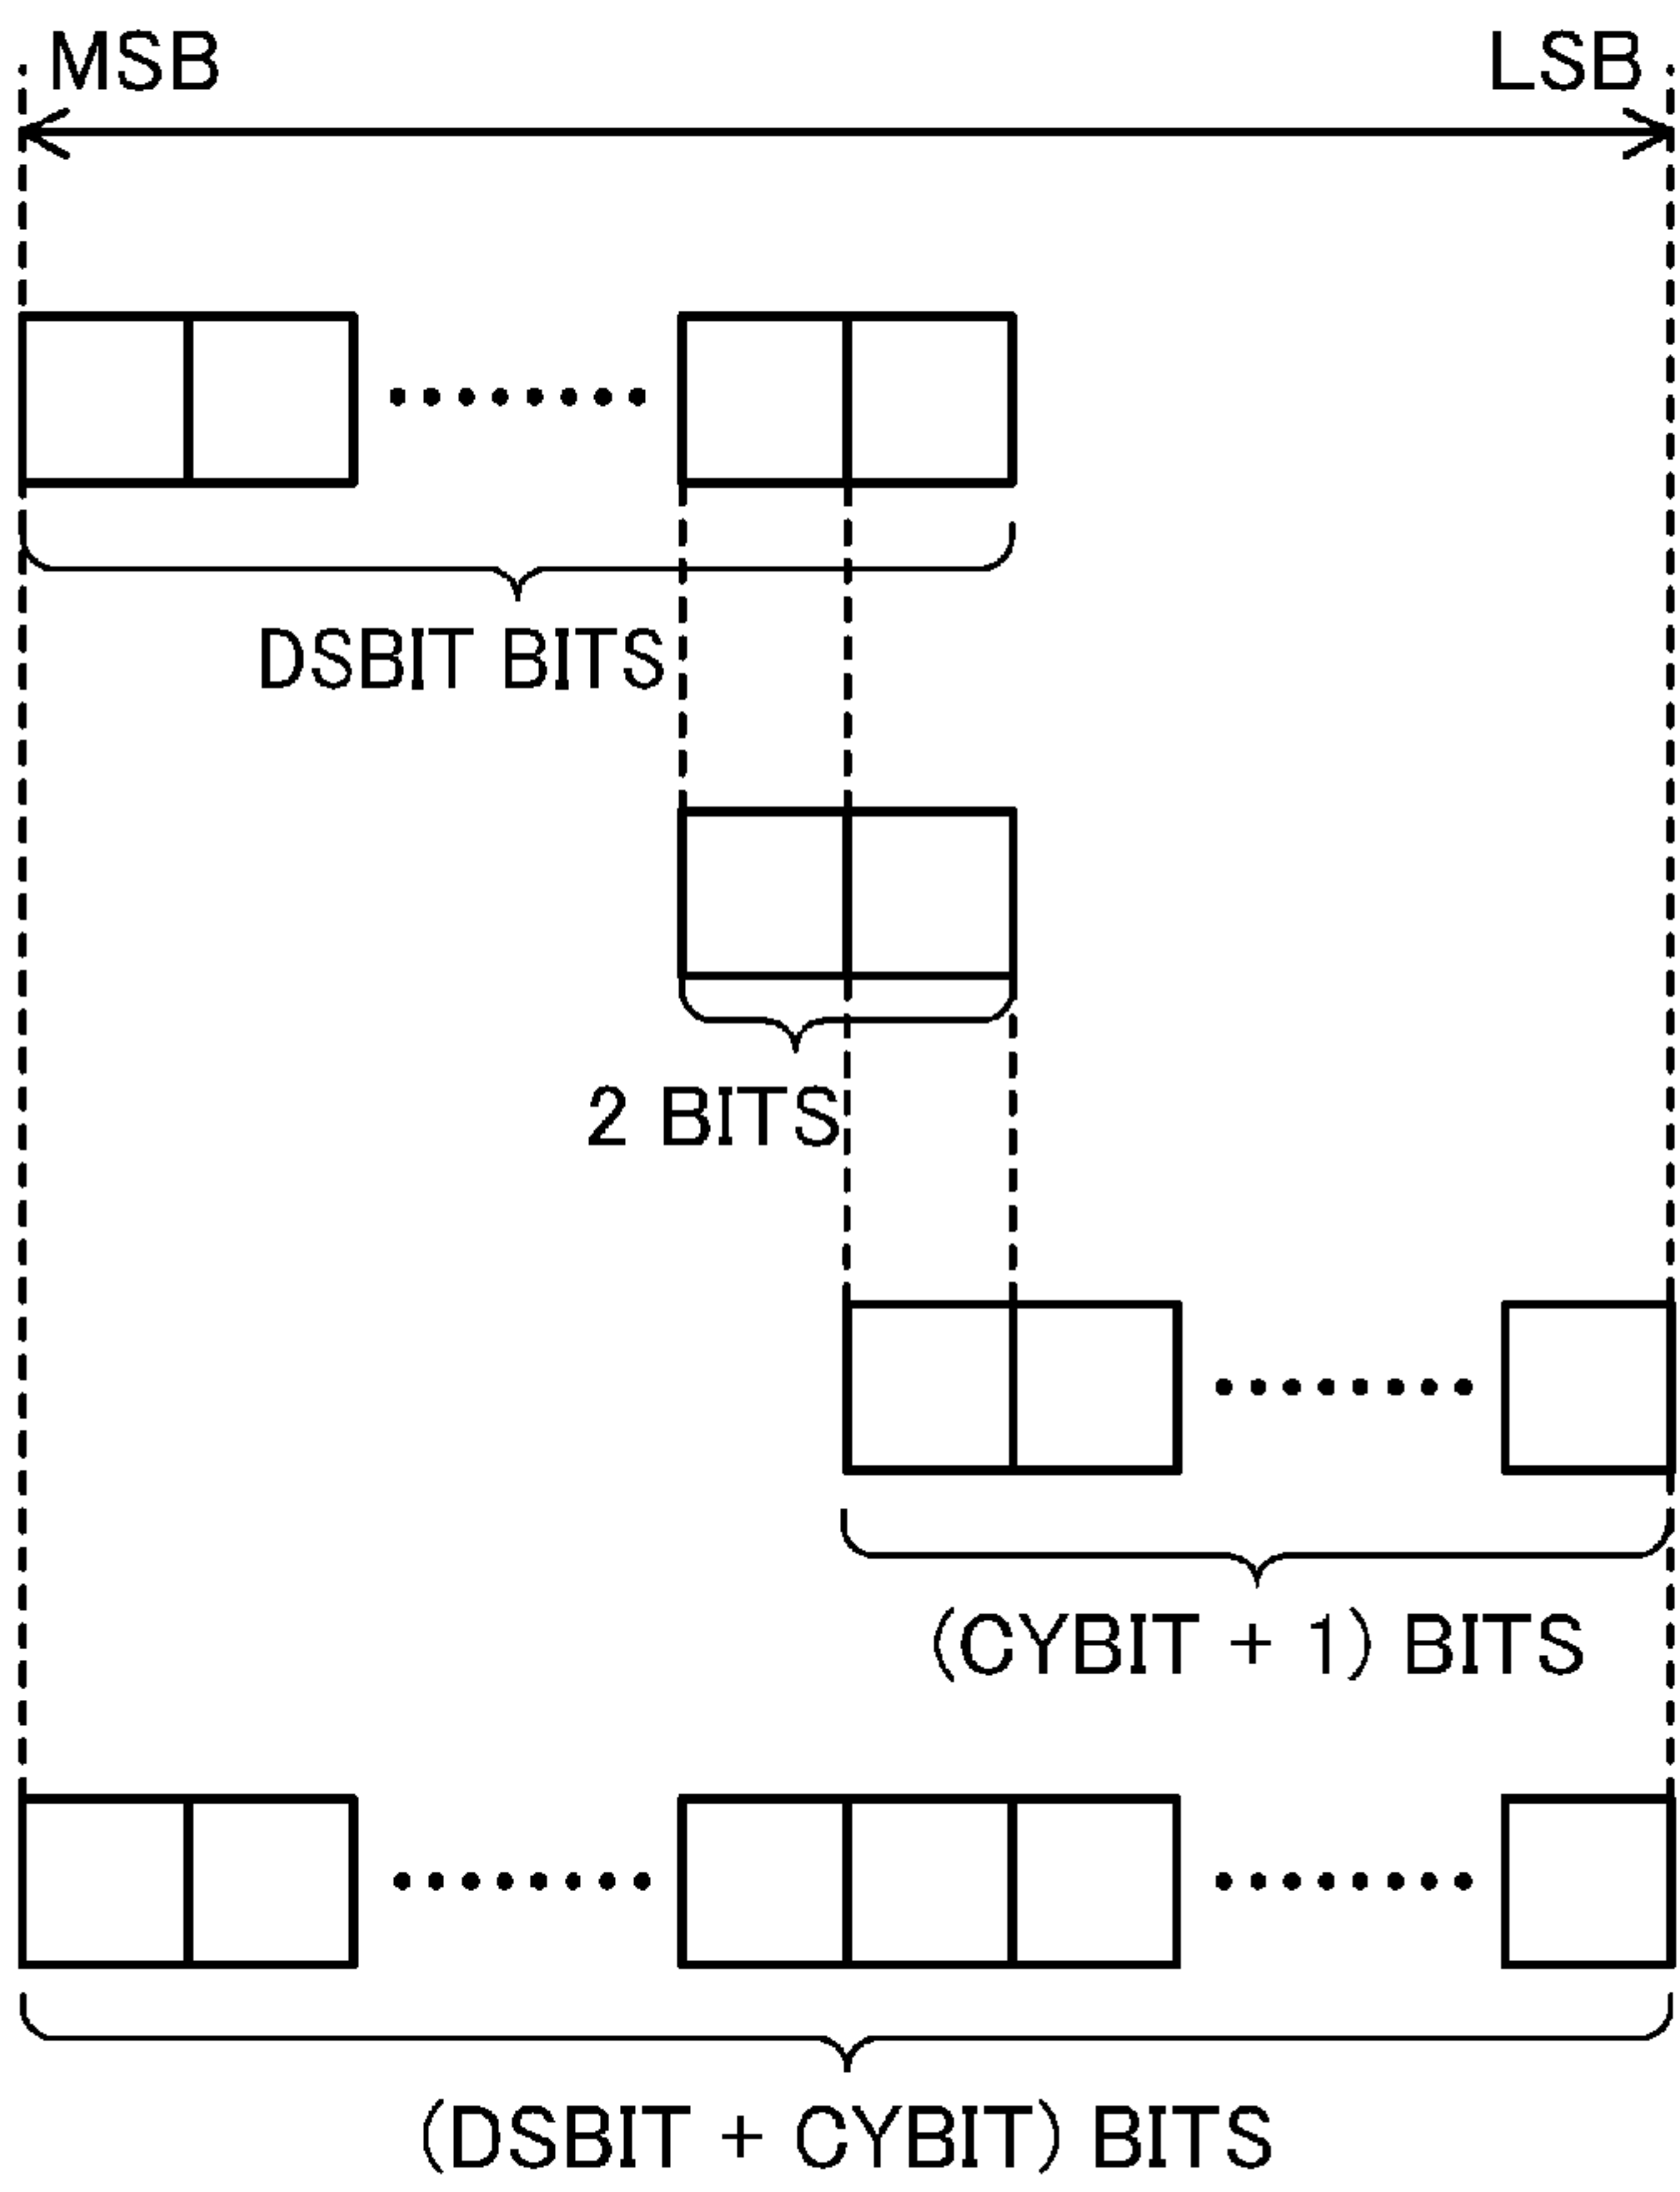 MSB LSB
DSBIT BITS
2 BITS
(CYBIT + 1) BITS
(DSBIT + CYBIT) BITS